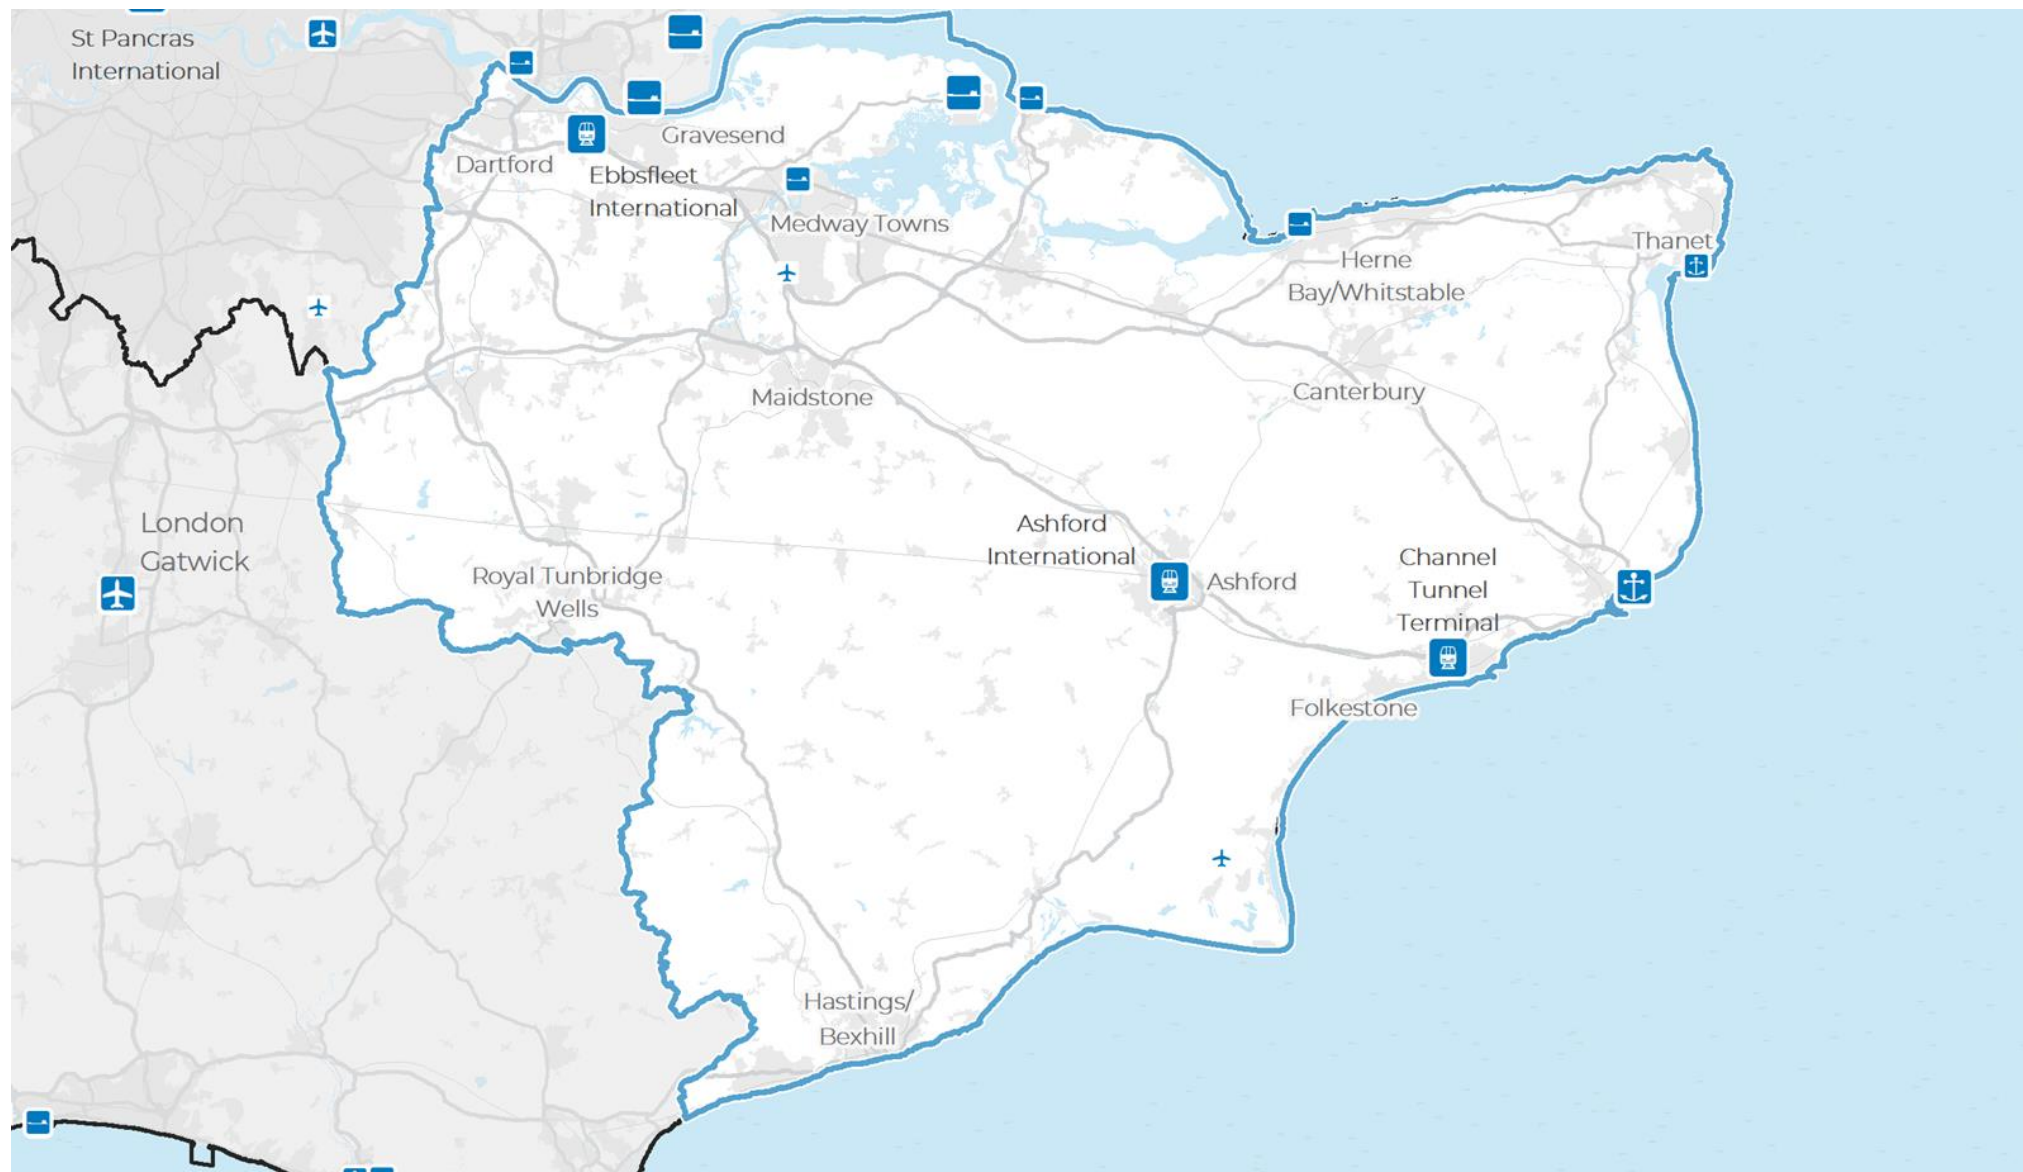 St Pancras
International
Gravesend
Dartford
Ebbsfleet
International
Medway Towns
Thanet
Herne
Bay/Whitstable
Maidstone
Canterbury
London
Gatwick
Ashford
International
Channel
Tunnel
Terminal
Royal Tunbridge
Wells
Ashford
Folkestone
Hastings/
Bexhill